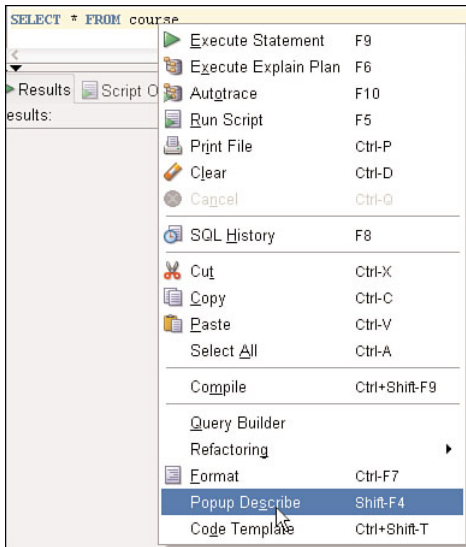 SELECT * FROM course
Execute Statement F9
Execute Explain Plan F6
Results Script O
Autotrace F10
esults:
Run Script F5
Print File Ctrl-P
Clear Ctrl-D
Cancel Ctrl-Q
SQL History F8
Cut Ctrl-X
Copy Ctrl-C
Paste Ctrl-V
Select All Ctrl-A
Compile Ctrl+Shift-F9
Query Builder
Refactoring
Format Ctrl-F7
Popup Describe Shift-F4
Code Template Ctrl+Shift-T